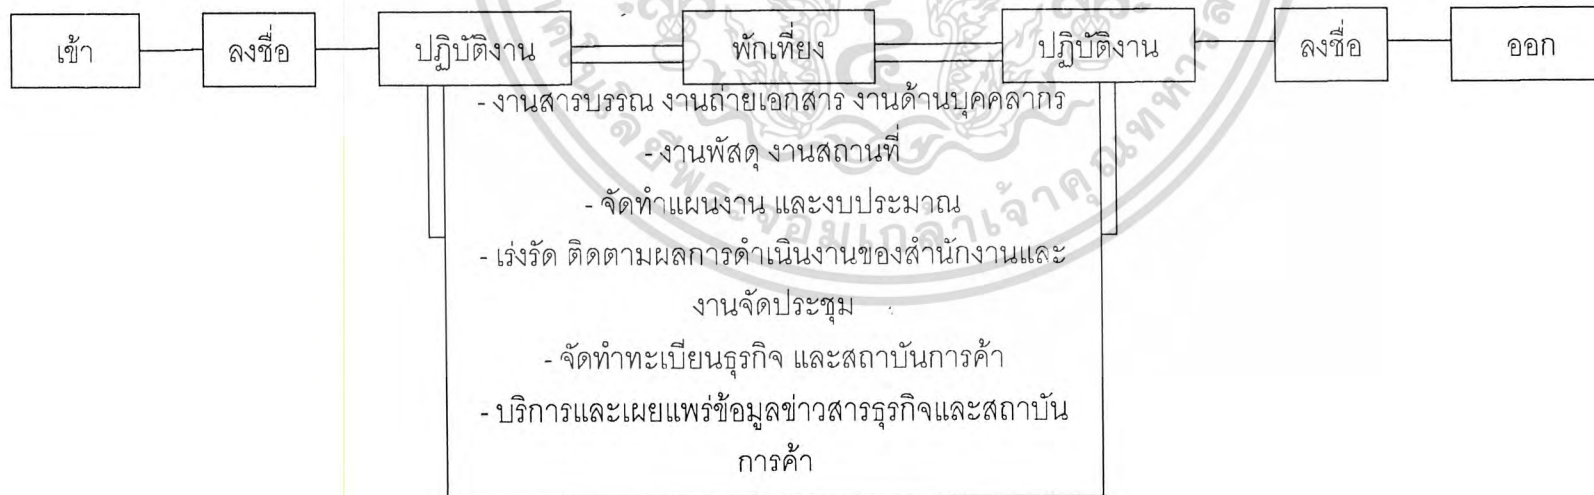 เข้า ลงชื่อ ปฏิบัติงาน พักเที่ยง ปฏิบัติงาน ลงชื่อ ออก
- งานสารบรรณ งานถ่ายเอกสาร งานด้านบุคคลากร
- งานพัสดุ งานสถานที่
- จัดทำแผนงาน และงบประมาณ
- เร่งรัด ติดตามผลการดำเนินงานของสำนักงานและ
งานจัดประชุม
- จัดทำทะเบียนธุรกิจ และสถาบันการค้า
- บริการและเผยแพร่ข้อมูลข่าวสารธุรกิจและสถาบัน
การค้า